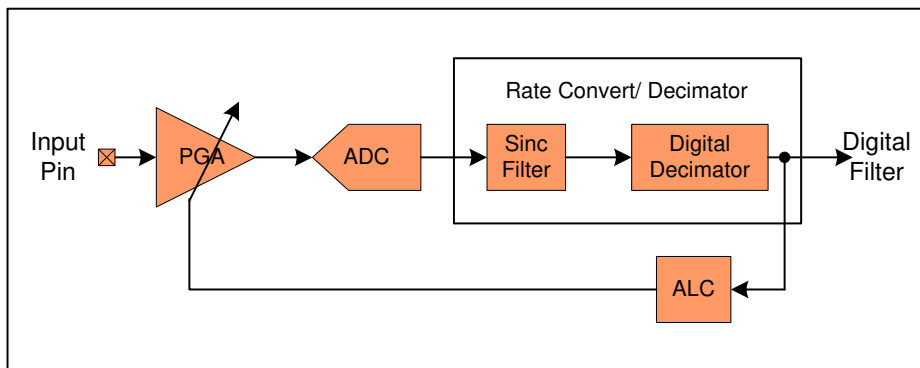 Rate Convert/ Decimator
Input
Pin
PGA
ADC
Sinc
Filter
Digital
Decimator
Digital
Filter
ALC